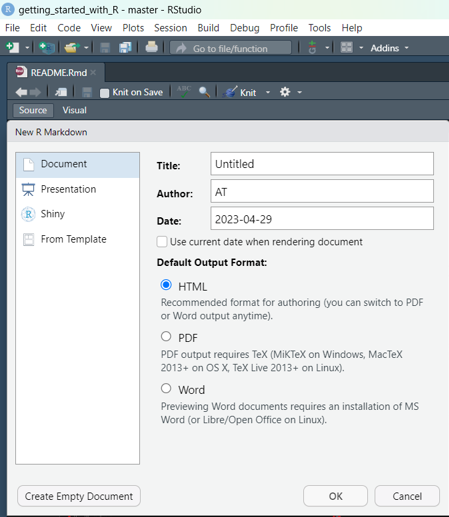 getting_started_with_R - master - RStudio
File Edit Code View Plots Session Build Debug Profile Tools Help
Go to file/function Addins
README.Rmd
Knit on Save ABC Knit
Source Visual
New R Markdown
Document
Presentation
Shiny
From Template
Title: Untitled
Author: AT
Date: 2023-04-29
Use current date when rendering document
Default Output Format:
HTML
Recommended format for authoring (you can switch to PDF
or Word output anytime).
PDF
PDF output requires TeX (MiKTeX on Windows, MacTeX
2013+ on OS X, TeX Live 2013+ on Linux).
Word
Previewing Word documents requires an installation of MS
Word (or Libre/Open Office on Linux).
Create Empty Document OK Cancel